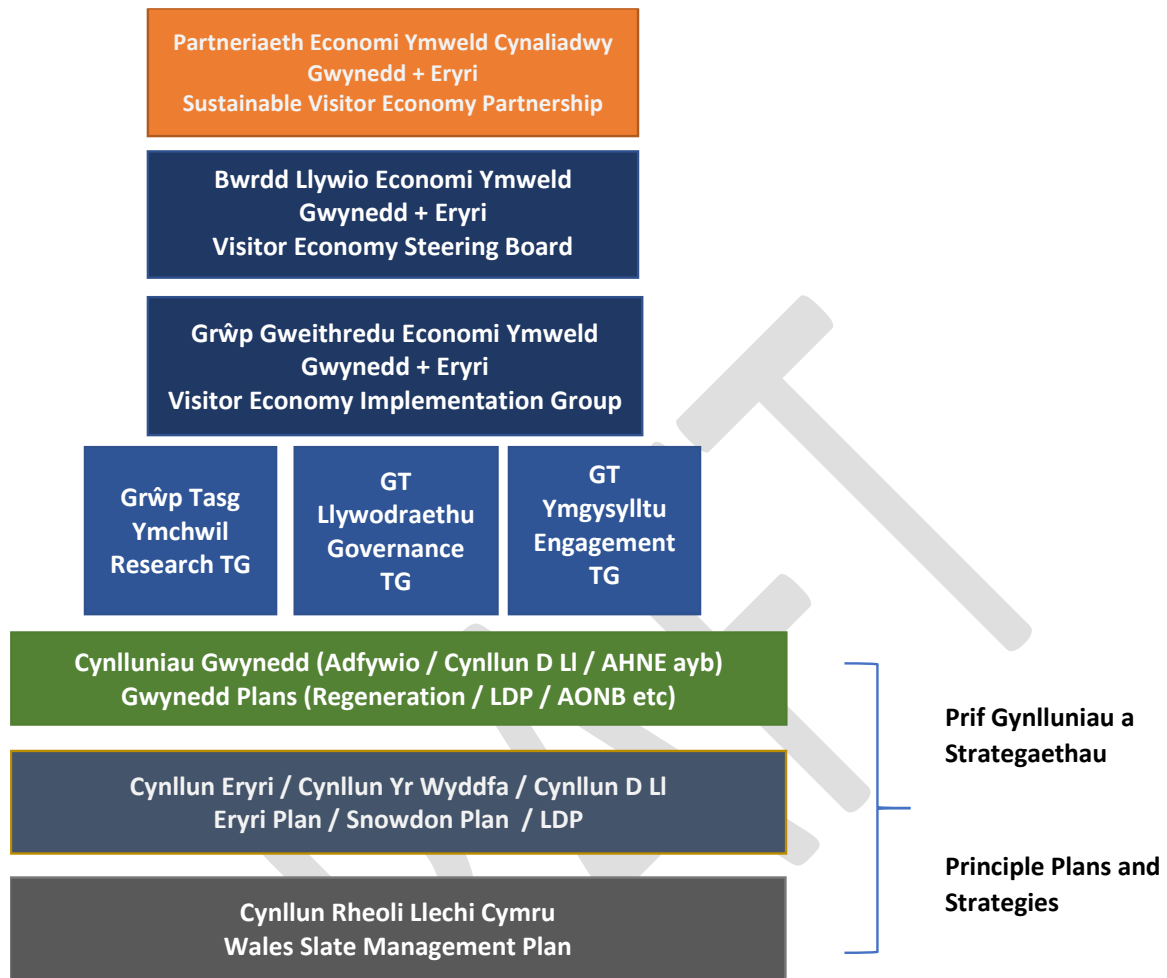 Partneriaeth Economi Ymweld Cynaliadwy
Gwynedd + Eryri
Sustainable Visitor Economy Partnership
Bwrdd Llywio Economi Ymweld
Gwynedd + Eryri
Visitor Economy Steering Board
Grŵp Gweithredu Economi Ymweld
Gwynedd + Eryri
Visitor Economy Implementation Group
Grŵp Tasg
Ymchwil
Research TG
GT
Llywodraethu
Governance
TG
GT
Ymgysylltu
Engagement
TG
Cynlluniau Gwynedd (Adfywio / Cynllun D Ll / AHNE ayb)
Gwynedd Plans (Regeneration / LDP / AONB etc)
Cynllun Eryri / Cynllun Yr Wyddfa / Cynllun D Ll
Eryri Plan / Snowdon Plan  / LDP
Cynllun Rheoli Llechi Cymru
Wales Slate Management Plan
Prif Gynlluniau a
Strategaethau
Principle Plans and
Strategies